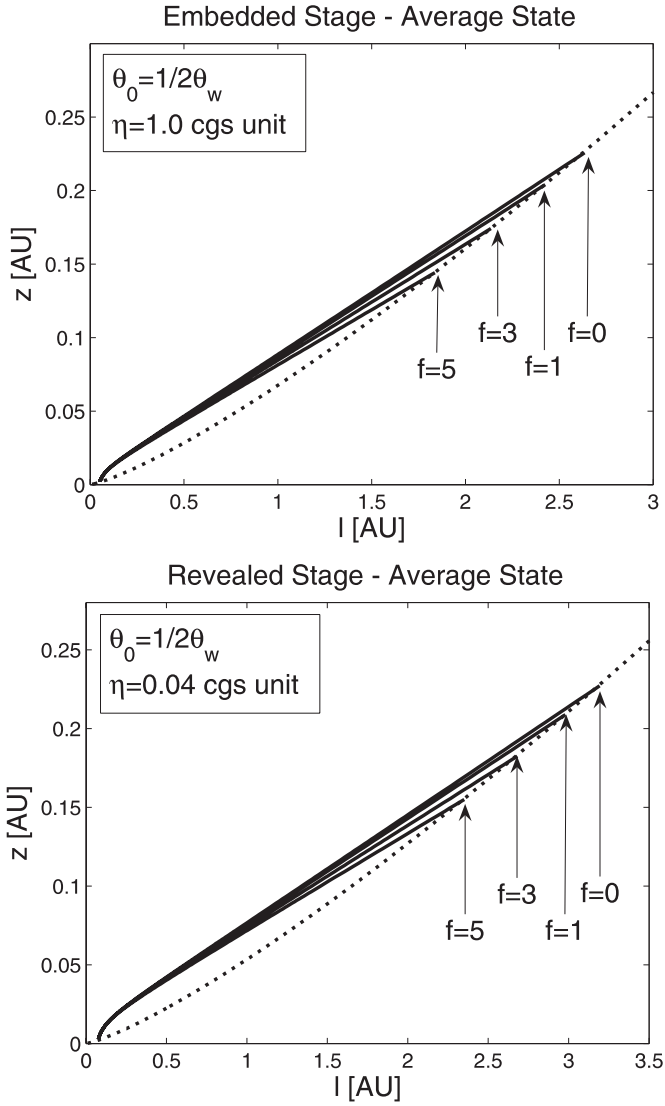 Embedded Stage - Average State
θ0=1/2θw
η=1.0 cgs unit
0.25
0.2
0.15
0.1
0.05
0
z [AU]
f=0
f=3
f=1
f=5
0 0.5 1 1.5 2 2.5 3
l [AU]
Revealed Stage - Average State
θ0=1/2θw
η=0.04 cgs unit
0.25
0.2
0.15
0.1
0.05
0
z [AU]
f=0
f=3
f=5
f=1
0 0.5 1 1.5 2 2.5 3 3.5
l [AU]